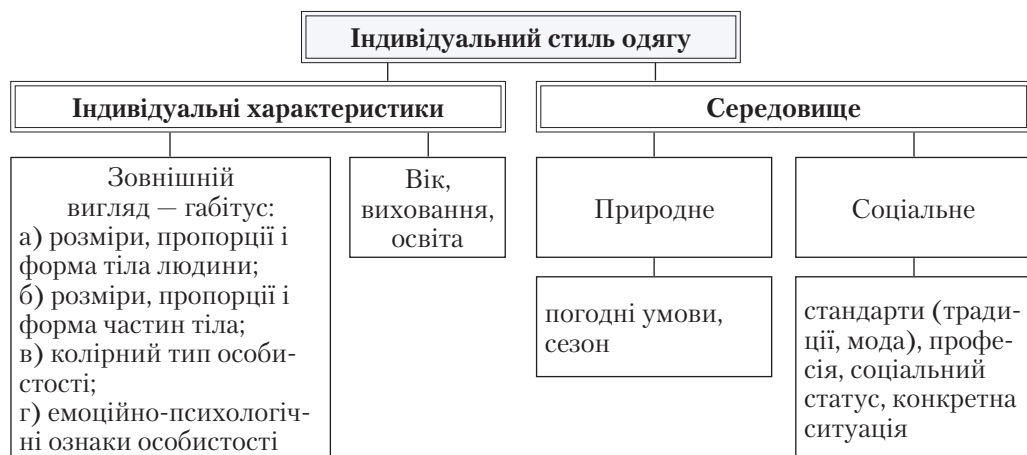 Індивідуальний стиль одягу
Індивідуальні характеристики
Середовище
Зовнішній
вигляд — габітус:
а) розміри, пропорції і
форма тіла людини;
б) розміри, пропорції і
форма частин тіла;
в) колірний тип особи-
стості;
г) емоційно-психологіч-
ні ознаки особистості
Вік,
виховання,
освіта
Природне
Соціальне
погодні умови,
сезон
стандарти (тради-
ції, мода), профе-
сія, соціальний
статус, конкретна
ситуація